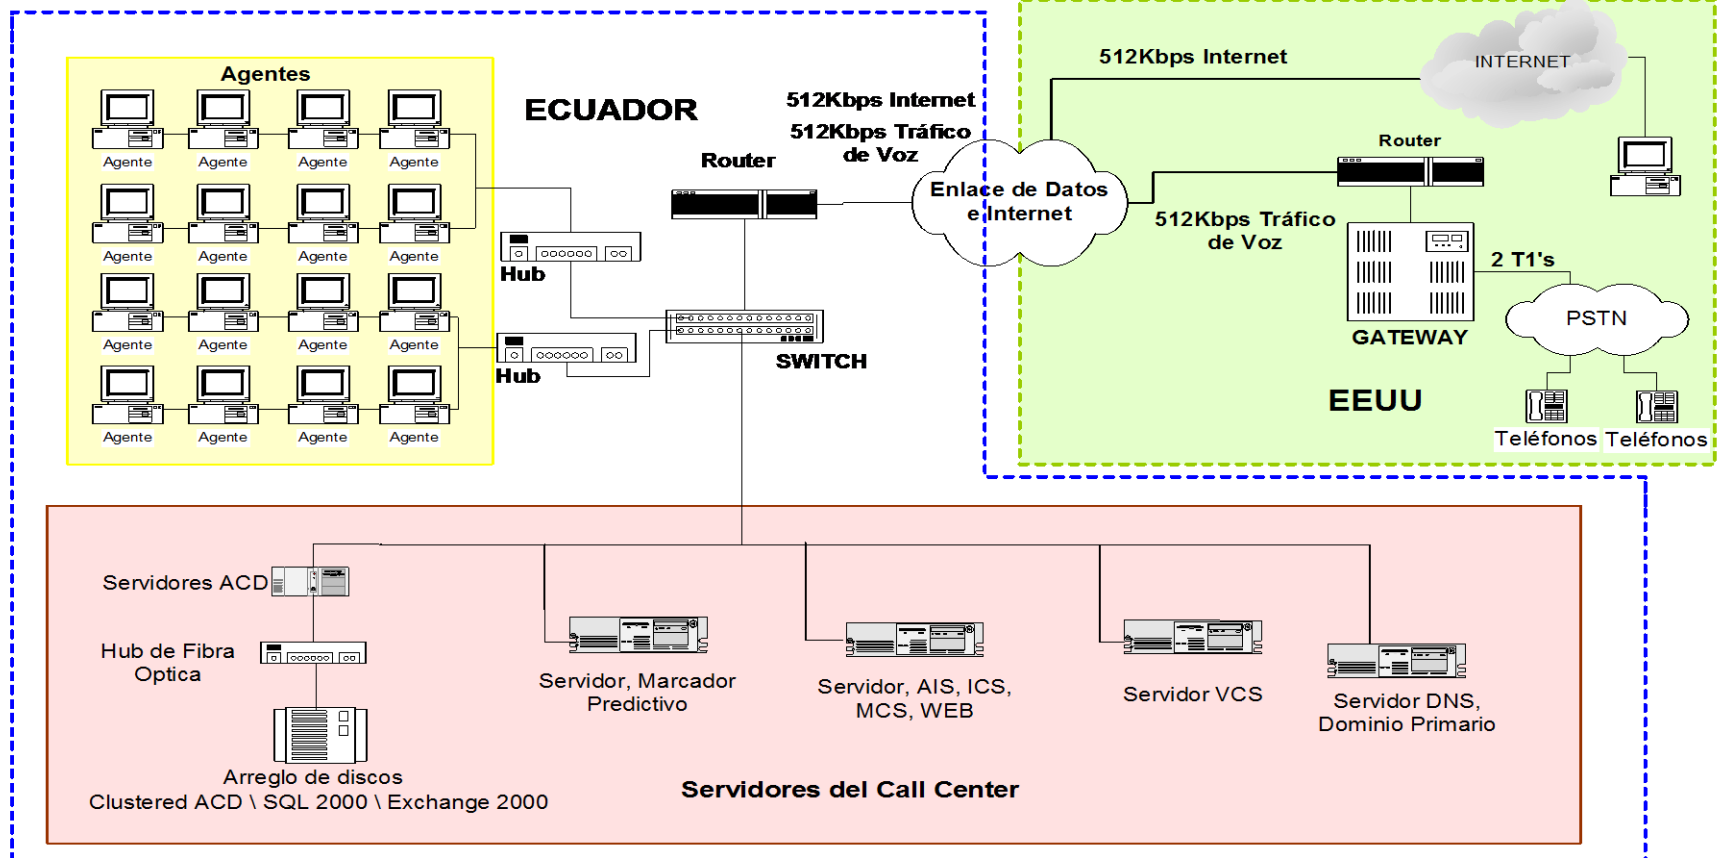 Agentes
Agente Agente Agente Agente
Agente Agente Agente Agente
Agente Agente Agente Agente
Agente Agente Agente Agente
ECUADOR
Hub
Hub
Router
SWITCH
512Kbps Internet
512Kbps Tráfico
de Voz
Enlace de Datos
e Internet
512Kbps Internet
INTERNET
512Kbps Tráfico
de Voz
Router
GATEWAY
2 T1's
PSTN
EEUU
Teléfonos Teléfonos
Servidores ACD
Hub de Fibra
Optica
Arreglo de discos
Clustered ACD \ SQL 2000 \ Exchange 2000
Servidor, Marcador
Predictivo
Servidor, AIS, ICS,
MCS, WEB
Servidor VCS
Servidor DNS,
Dominio Primario
Servidores del Call Center